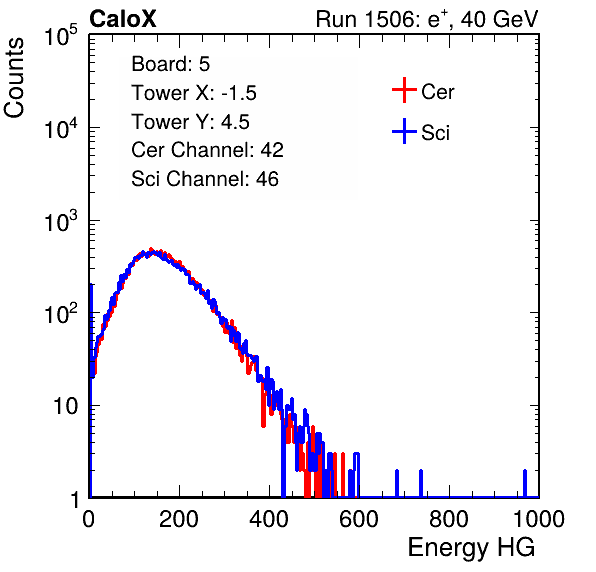 CaloX Run 1506: e+, 40 GeV
Counts
Board: 5
Tower X: -1.5
Tower Y: 4.5
Cer Channel: 42
Sci Channel: 46
Cer
Sci
10^5
10^4
10^3
10^2
10
1
0 200 400 600 800 1000
Energy HG